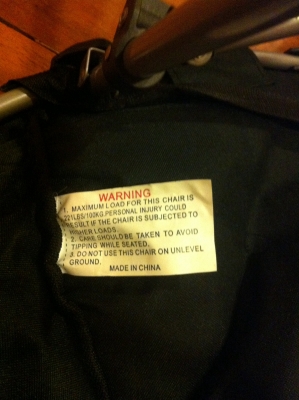 WARNING
1. MAXIMUM LOAD FOR THIS CHAIR IS
221LBS/100KG.PERSONAL INJURY COULD
RESULT IF THE CHAIR IS SUBJECTED TO
HIGHER LOADS.
2. CARE SHOULD BE TAKEN TO AVOID
TIPPING WHILE SEATED.
3. DO NOT USE THIS CHAIR ON UNLEVEL
GROUND.
MADE IN CHINA